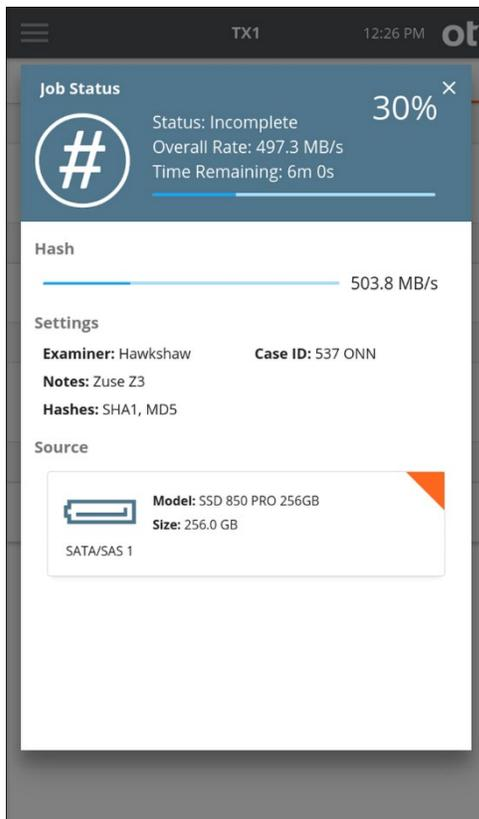 TX1 12:26 PM ot
Job Status
30%
#
Status: Incomplete
Overall Rate: 497.3 MB/s
Time Remaining: 6m 0s
Hash
503.8 MB/s
Settings
Examiner: Hawkshaw Case ID: 537 ONN
Notes: Zuse Z3
Hashes: SHA1, MD5
Source
Model: SSD 850 PRO 256GB
Size: 256.0 GB
SATA/SAS 1